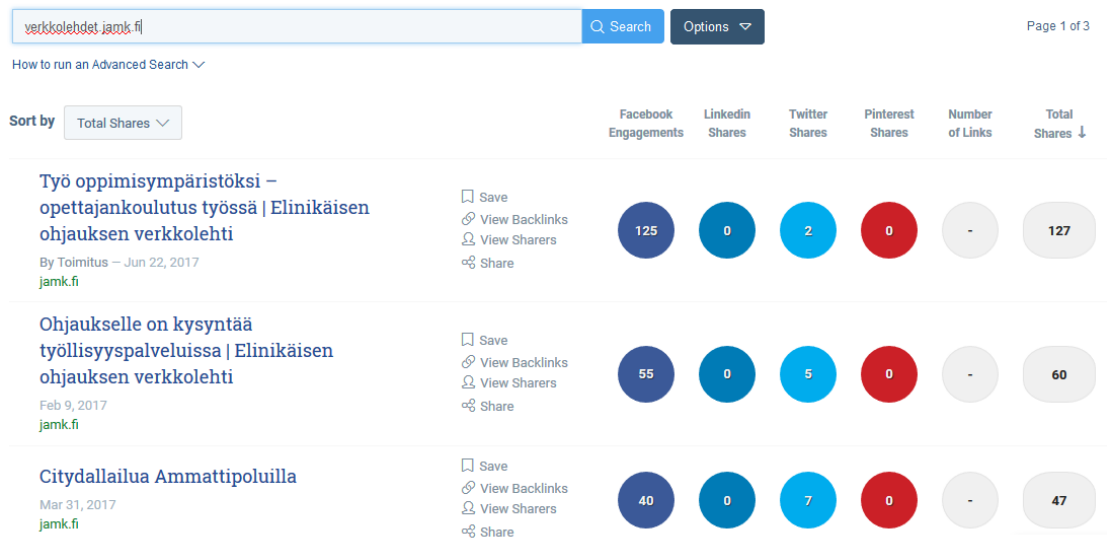 verkkolehdet.jamk.fi
Search
Options
Page 1 of 3
How to run an Advanced Search
Sort by
Total Shares
Facebook Engagements
Linkedin Shares
Twitter Shares
Pinterest Shares
Number of Links
Total Shares
Työ oppimisympäristöksi –
opettajankoulutus työssä | Elinikäisen
ohjauksen verkkolehti
By Toimitus – Jun 22, 2017
jamk.fi
Save
View Backlinks
View Sharers
Share
125
0
2
0
-
127
Ohjaukselle on kysyntää
työllisyyspalveluissa | Elinikäisen
ohjauksen verkkolehti
Feb 9, 2017
jamk.fi
Save
View Backlinks
View Sharers
Share
55
0
5
0
-
60
Citydallailua Ammattipoluilla
Mar 31, 2017
jamk.fi
Save
View Backlinks
View Sharers
Share
40
0
7
0
-
47